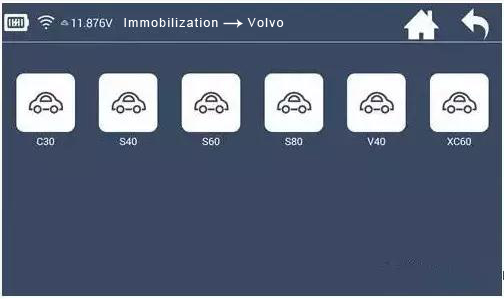 11.876V Immobilization → Volvo
C30 S40 S60 S80 V40 XC60